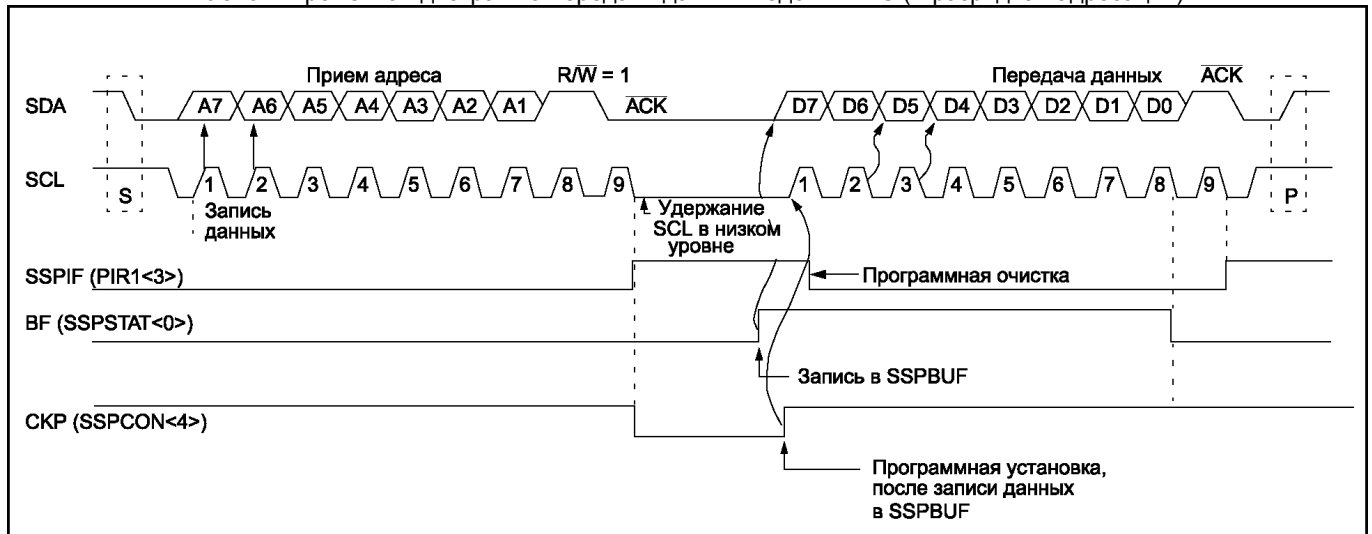 Прием адреса R/W = 1 Передача данных ACK
SDA A7 A6 A5 A4 A3 A2 A1 ACK D7 D6 D5 D4 D3 D2 D1 D0
SCL S 1 2 3 4 5 6 7 8 9 1 2 3 4 5 6 7 8 9 P
Запись
данных
Удержание
SCL в низком
уровне
SSPIF (PIR1<3>)
Программная очистка
BF (SSPSTAT<0>)
Запись в SSPBUF
CKP (SSPCON<4>)
Программная установка,
после записи данных
в SSPBUF